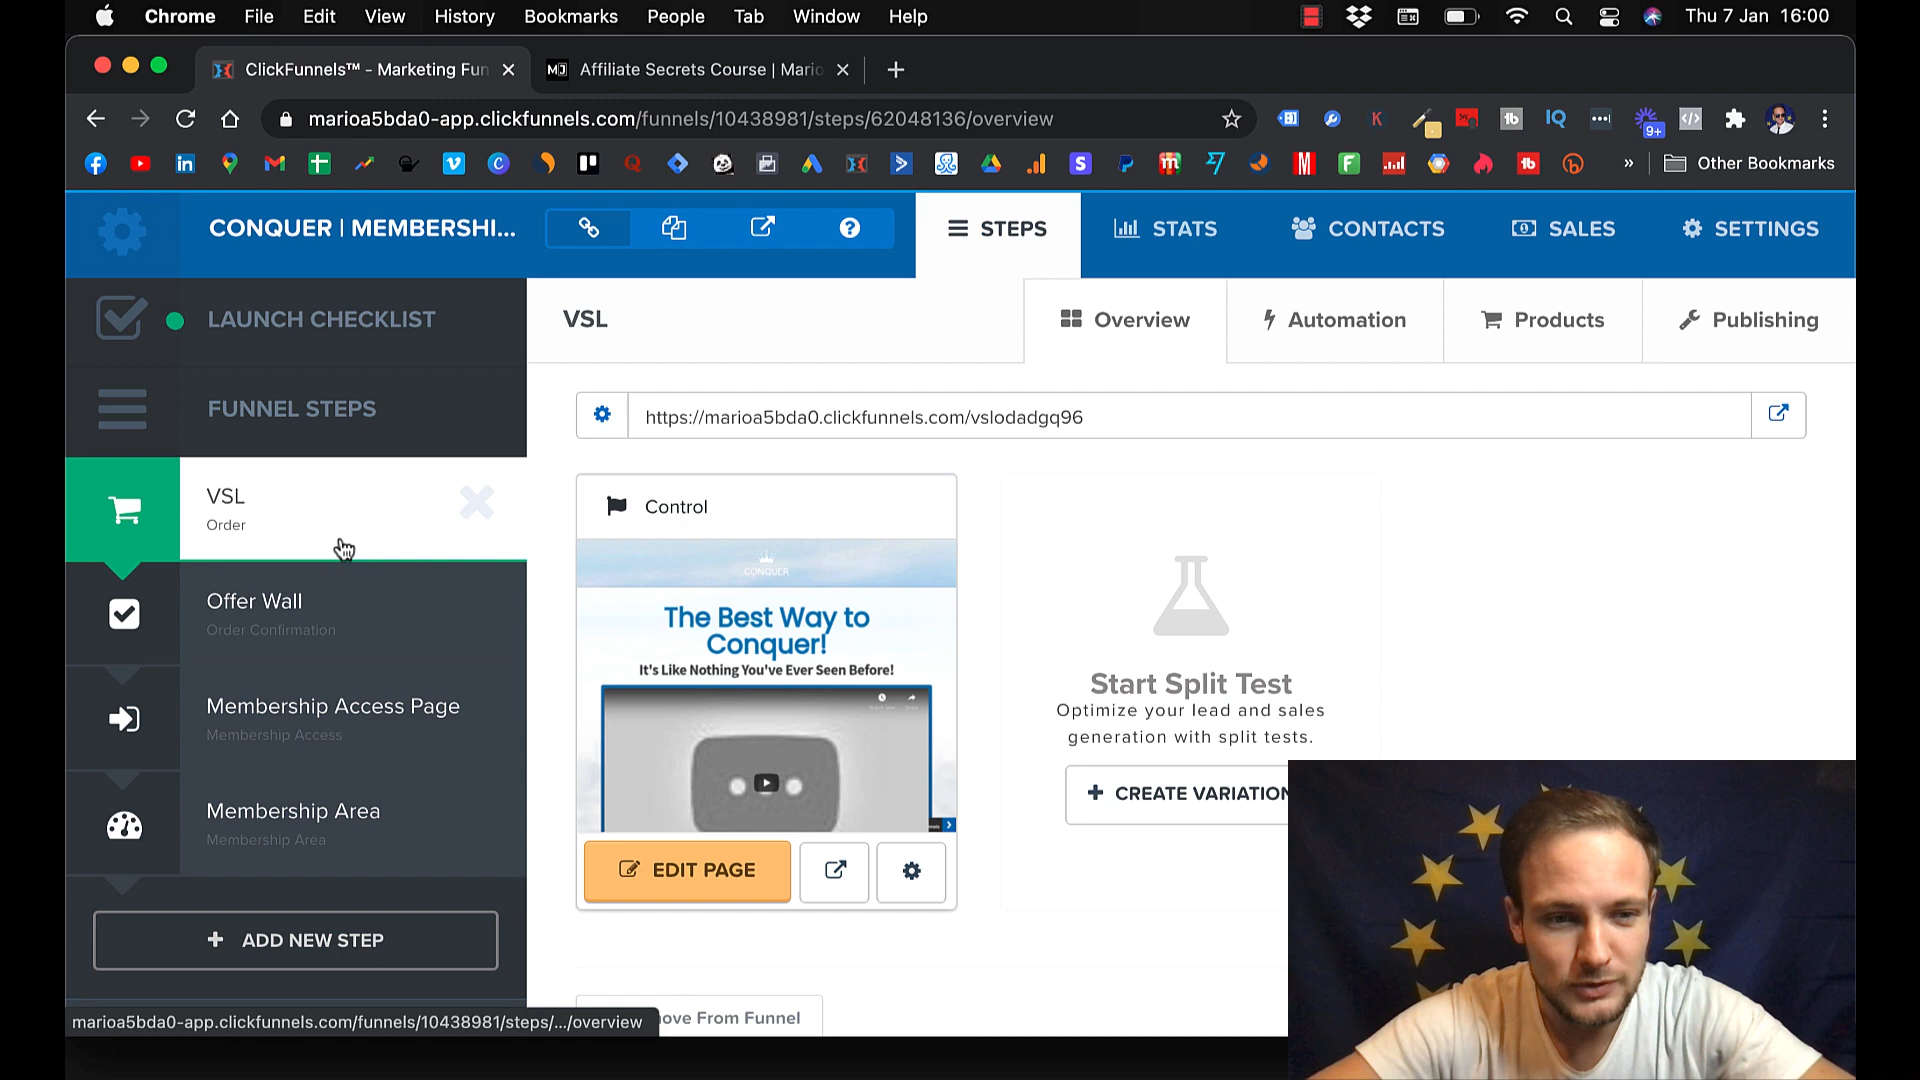 Chrome File Edit View History Bookmarks People Tab Window Help Thu 7 Jan 16:00
ClickFunnels™ - Marketing Fun
Affiliate Secrets Course | Mario
marioa5bda0-app.clickfunnels.com/funnels/10438981/steps/62048136/overview
9+
Other Bookmarks
CONQUER | MEMBERSHI...
STEPS
STATS
CONTACTS
SALES
SETTINGS
LAUNCH CHECKLIST
VSL
Overview
Automation
Products
Publishing
FUNNEL STEPS
https://marioa5bda0.clickfunnels.com/vslodadgq96
VSL
Order
Offer Wall
Order Confirmation
Membership Access Page
Membership Access
Membership Area
Membership Area
+ ADD NEW STEP
Control
CONQUER
The Best Way to
Conquer!
It's Like Nothing You've Ever Seen Before!
EDIT PAGE
Start Split Test
Optimize your lead and sales
generation with split tests.
+ CREATE VARIATION
ove From Funnel
marioa5bda0-app.clickfunnels.com/funnels/10438981/steps/.../overview